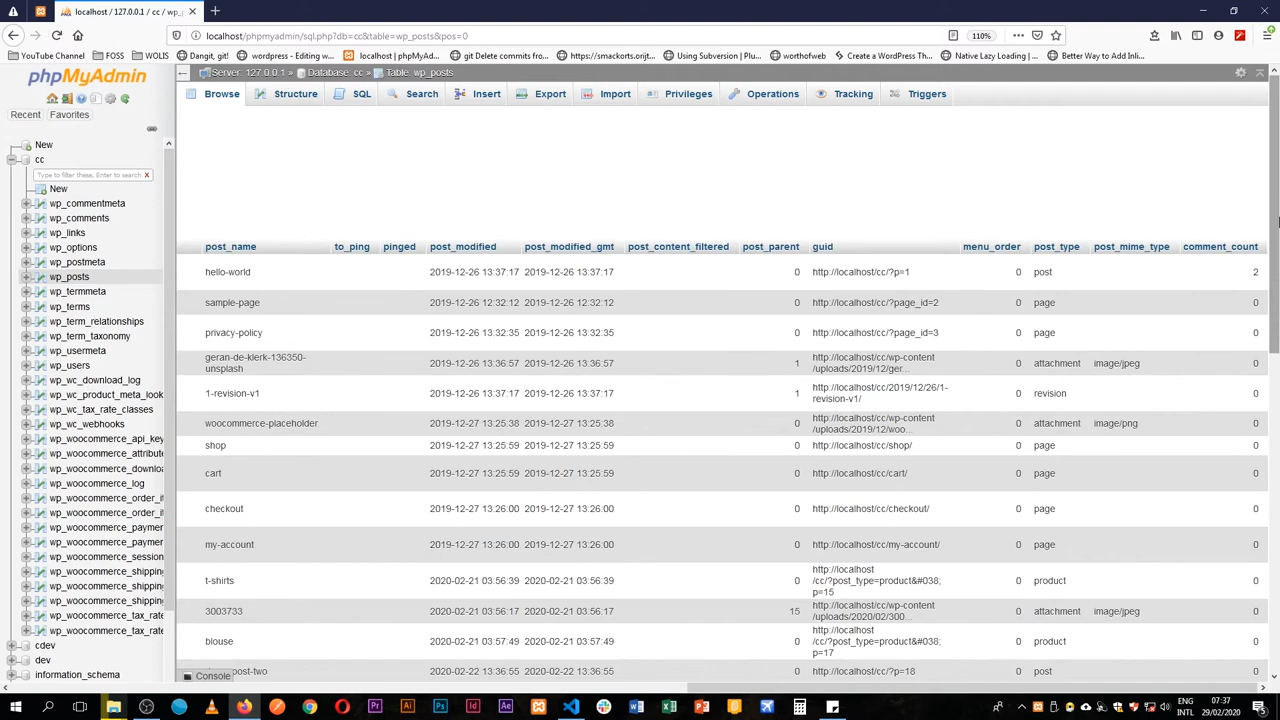 localhost / 127.0.0.1 / cc / wp_p
localhost/phpmyadmin/sql.php?db=cc&table=wp_posts&pos=0
110%
YouTube Channel
FOSS
WOLIS
Dangit, git!
wordpress - Editing w...
localhost | phpMyAd...
git Delete commits fro...
https://smackorts.orijt...
Using Subversion | Po...
worthofweb
Create a WordPress Th...
Native Lazy Loading | ...
Better Way to Add Inli...
phpMyAdmin
Recent
Favorites
New
cc
Type to filter these, Enter to search
X
New
wp_commentmeta
wp_comments
wp_links
wp_options
wp_postmeta
wp_posts
wp_termmeta
wp_terms
wp_term_relationships
wp_term_taxonomy
wp_usermeta
wp_users
wp_wc_download_log
wp_wc_product_meta_look
wp_wc_tax_rate_classes
wp_wc_webhooks
wp_woocommerce_api_key
wp_woocommerce_attribute
wp_woocommerce_downloa
wp_woocommerce_log
wp_woocommerce_order_it
wp_woocommerce_order_it
wp_woocommerce_payme
wp_woocommerce_payme
wp_woocommerce_session
wp_woocommerce_shipping
wp_woocommerce_shipping
wp_woocommerce_shipping
wp_woocommerce_tax_rate
wp_woocommerce_tax_rate
cdev
dev
information_schema
Server: 127.0.0.1 » Database: cc » Table: wp_posts
Browse Structure SQL Search Insert Export Import Privileges Operations Tracking Triggers
post_name to_ping pinged post_modified post_modified_gmt post_content_filtered post_parent guid menu_order post_type post_mime_type comment_count
hello-world 2019-12-26 13:37:17 2019-12-26 13:37:17 0 http://localhost/cc/?p=1 0 post 2
sample-page 2019-12-26 12:32:12 2019-12-26 12:32:12 0 http://localhost/cc/?page_id=2 0 page 0
privacy-policy 2019-12-26 12:32:35 2019-12-26 12:32:35 0 http://localhost/cc/?page_id=3 0 page 0
geran-de-klerk-136350-
unsplash 2019-12-26 13:36:57 2019-12-26 13:36:57 1 http://localhost/cc/wp-content
/uploads/2019/12/ger... 0 attachment image/jpeg 0
1-revision-v1 2019-12-26 13:37:17 2019-12-26 13:37:17 1 http://localhost/cc/2019/12/26/1-
revision-v1/ 0 revision 0
woocommerce-placeholder 2019-12-27 13:25:38 2019-12-27 13:25:38 0 http://localhost/cc/wp-content
/uploads/2019/12/woo... 0 attachment image/png 0
shop 2019-12-27 13:25:59 2019-12-27 13:25:59 0 http://localhost/cc/shop/ 0 page 0
cart 2019-12-27 13:25:59 2019-12-27 13:25:59 0 http://localhost/cc/cart/ 0 page 0
checkout 2019-12-27 13:26:00 2019-12-27 13:26:00 0 http://localhost/cc/checkout/ 0 page 0
my-account 2019-12-27 13:26:00 2019-12-27 13:26:00 0 http://localhost/cc/my-account/ 0 page 0
t-shirts 2020-02-21 03:56:39 2020-02-21 03:56:39 0 http://localhost
/cc/?post_type=product&#038;
p=15 0 product 0
3003733 2020-02-21 03:56:17 2020-02-21 03:56:17 15 http://localhost/cc/wp-content
/uploads/2020/02/300... 0 attachment image/jpeg 0
blouse 2020-02-21 03:57:49 2020-02-21 03:57:49 0 http://localhost
/cc/?post_type=product&#038;
p=17 0 product 0
post-two 2020-02-21 13:36:55 2020-02-21 13:36:55 0 http://localhost/cc/?p=18 0 post 0
Console
ENG
INTL
07:37
29/02/2020